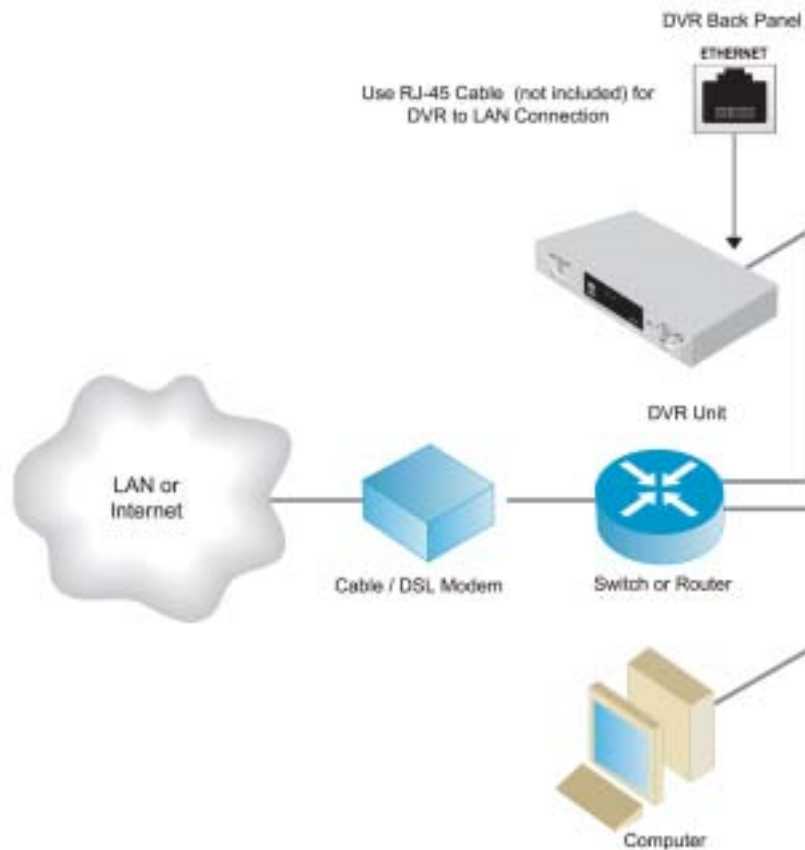 DVR Back Panel
ETHERNET
Use RJ-45 Cable (not included) for
DVR to LAN Connection
DVR Unit
LAN or
Internet
Cable / DSL Modem
Switch or Router
Computer